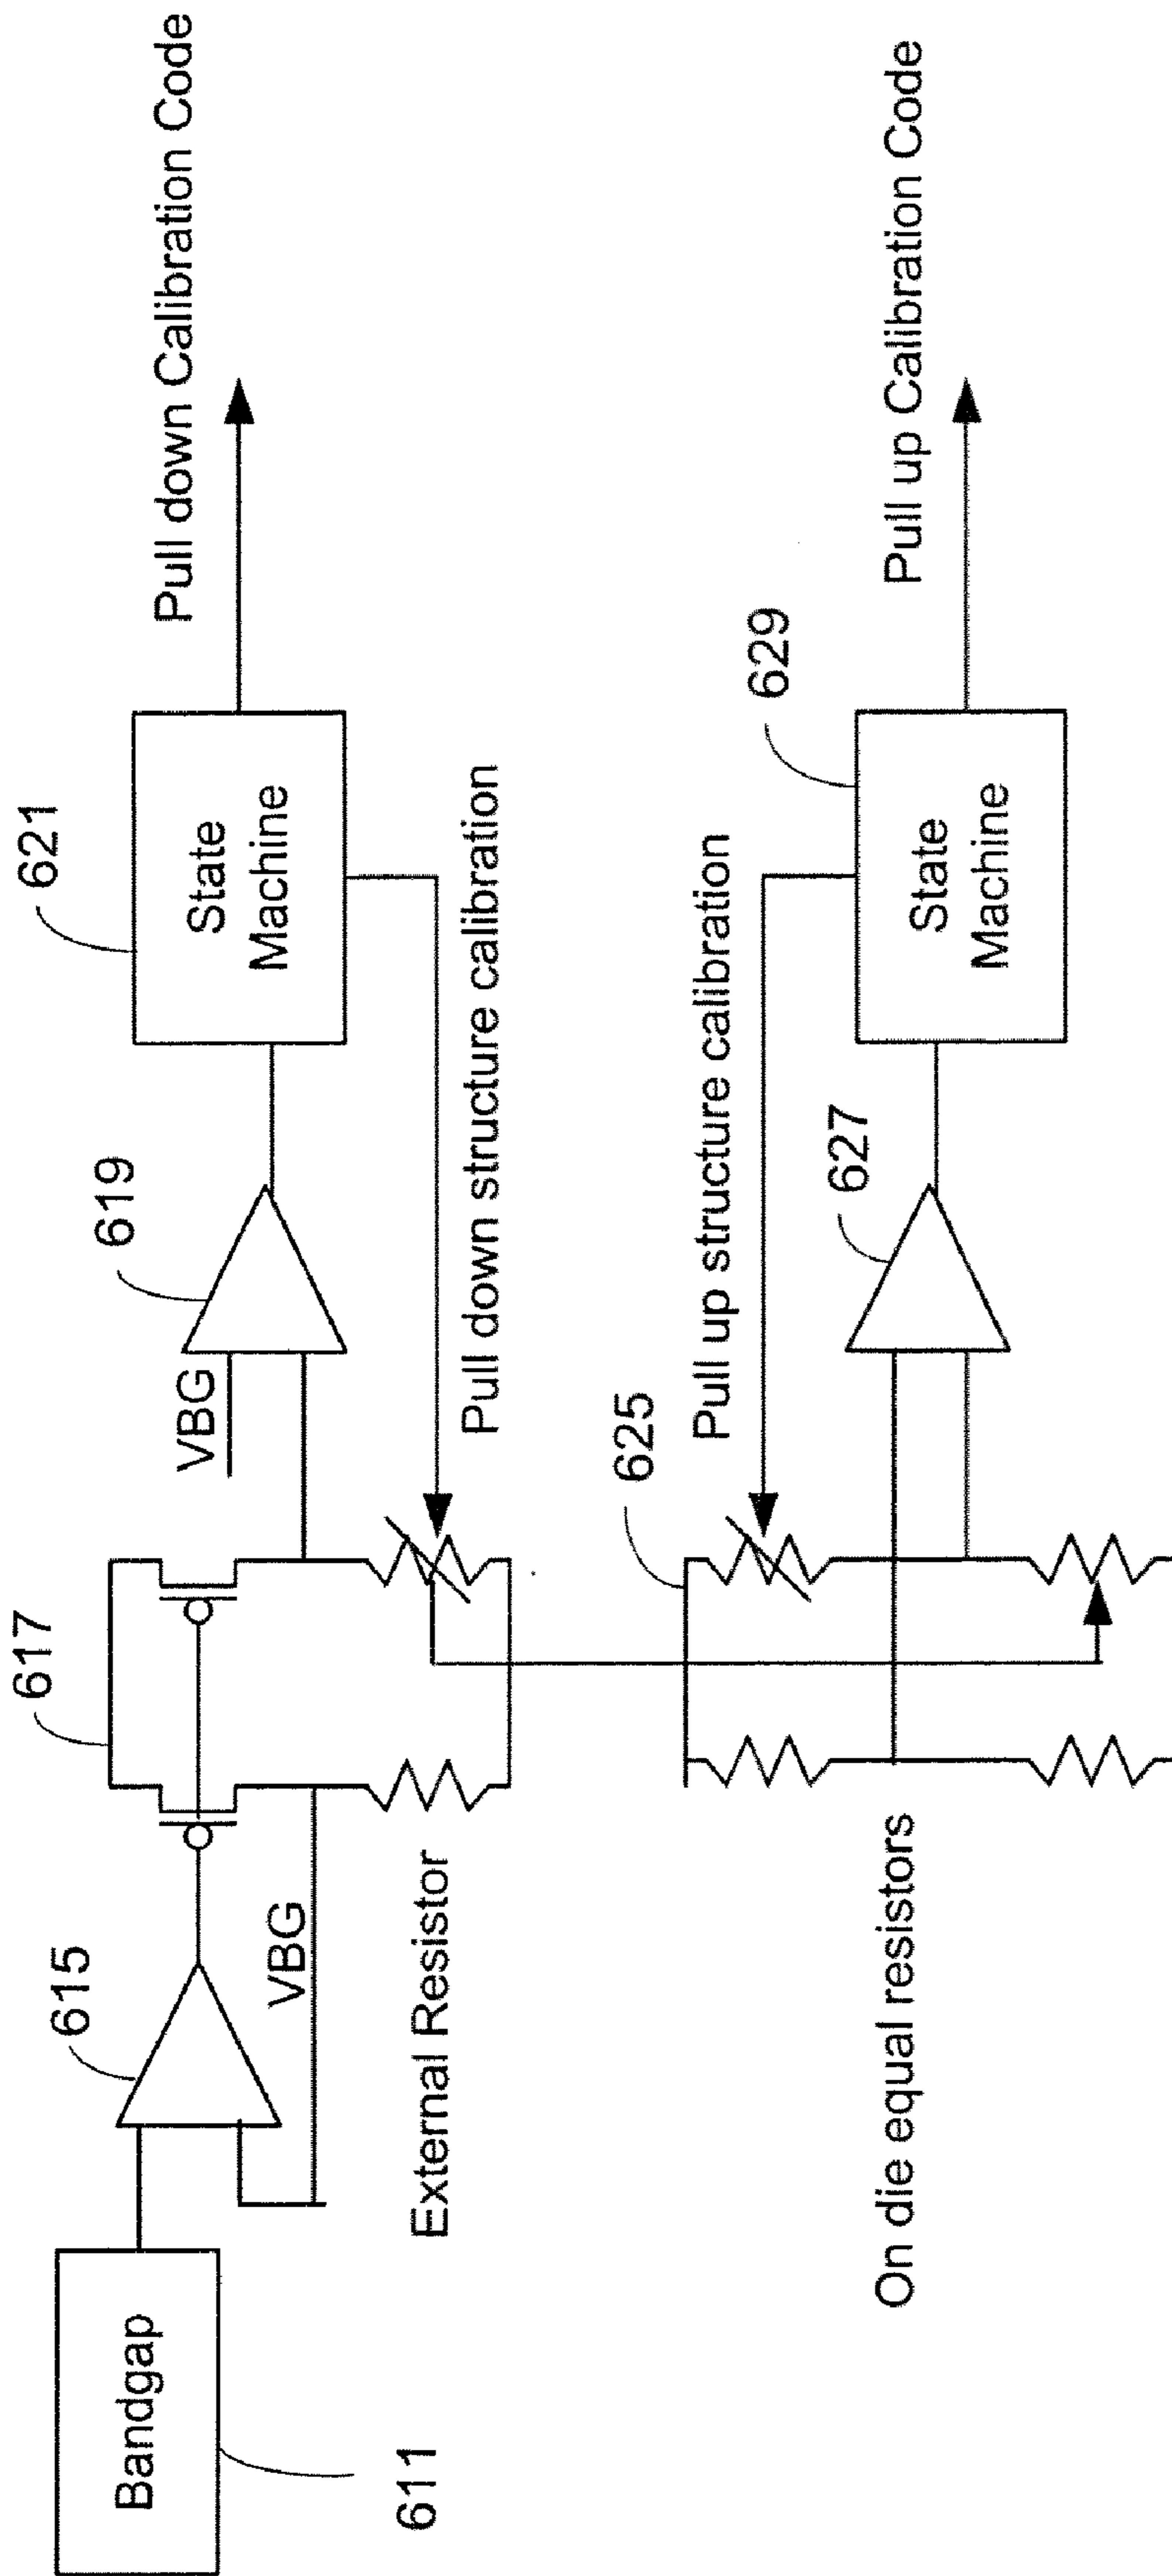 Bandgap
611
615
VBG
External Resistor
617
VBG
619
State
Machine
621
Pull down structure calibration
Pull down Calibration Code
On die equal resistors
625
Pull up structure calibration
627
State
Machine
629
Pull up Calibration Code